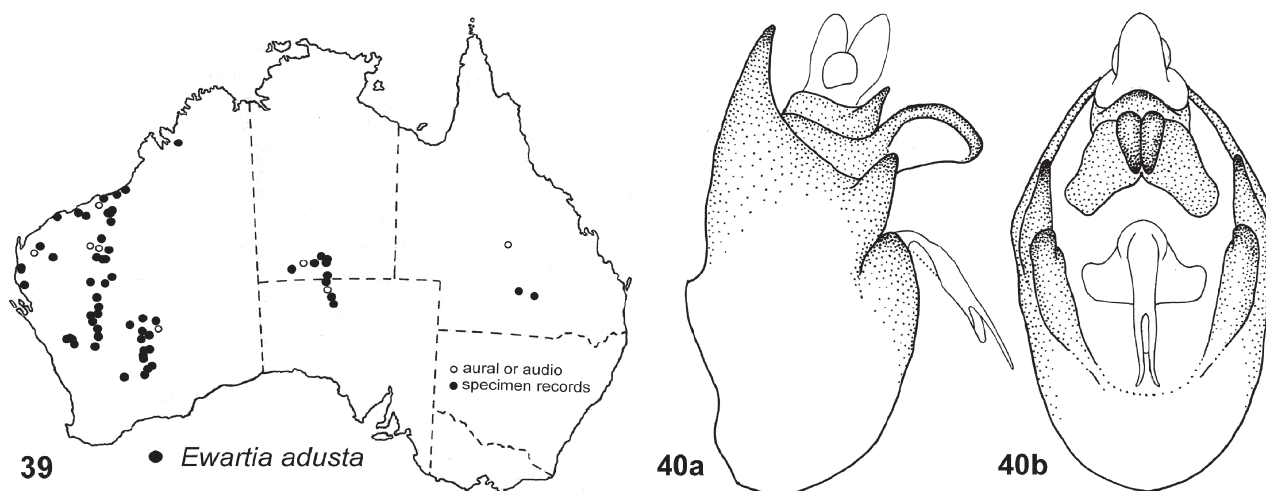 ○ aural or audio
● specimen records
39
● Ewartia adusta
40a
40b